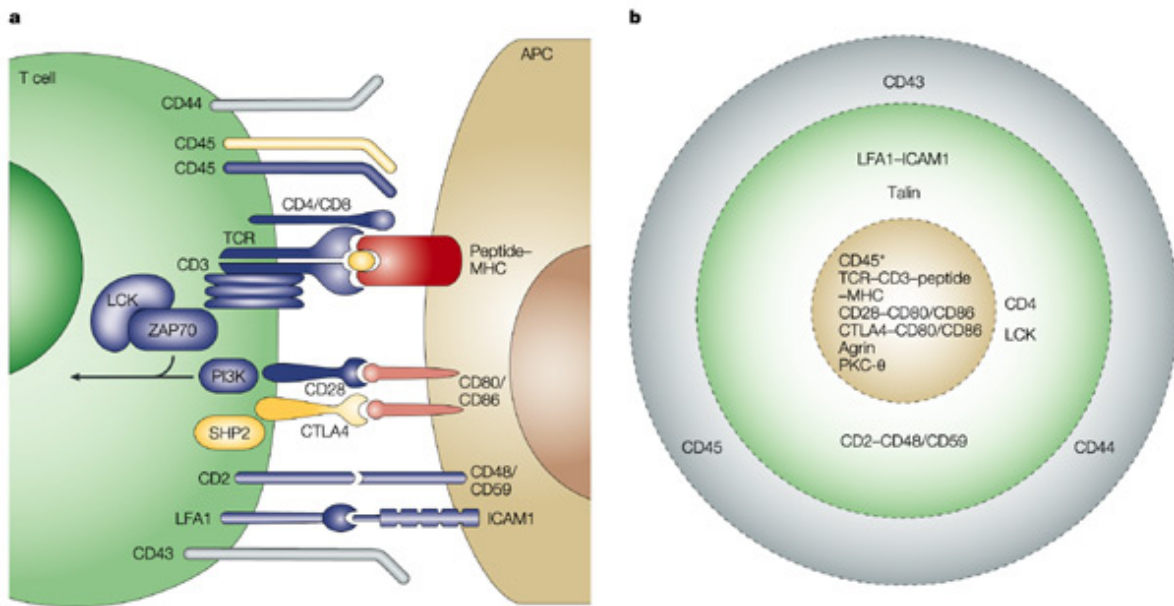 a
T cell
APC
CD44
CD45
CD45
CD4/CD8
TCR
CD3
Peptide–
MHC
LCK
ZAP70
PI3K
CD28
CD80/
CD86
SHP2
CTLA4
CD2
CD48/
CD59
LFA1
ICAM1
CD43
b
CD43
LFA1–ICAM1
Talin
CD45*
TCR–CD3–peptide
–MHC
CD28–CD80/CD86
CTLA4–CD80/CD86
Agrin
PKC-θ
CD4
LCK
CD2–CD48/CD59
CD45
CD44